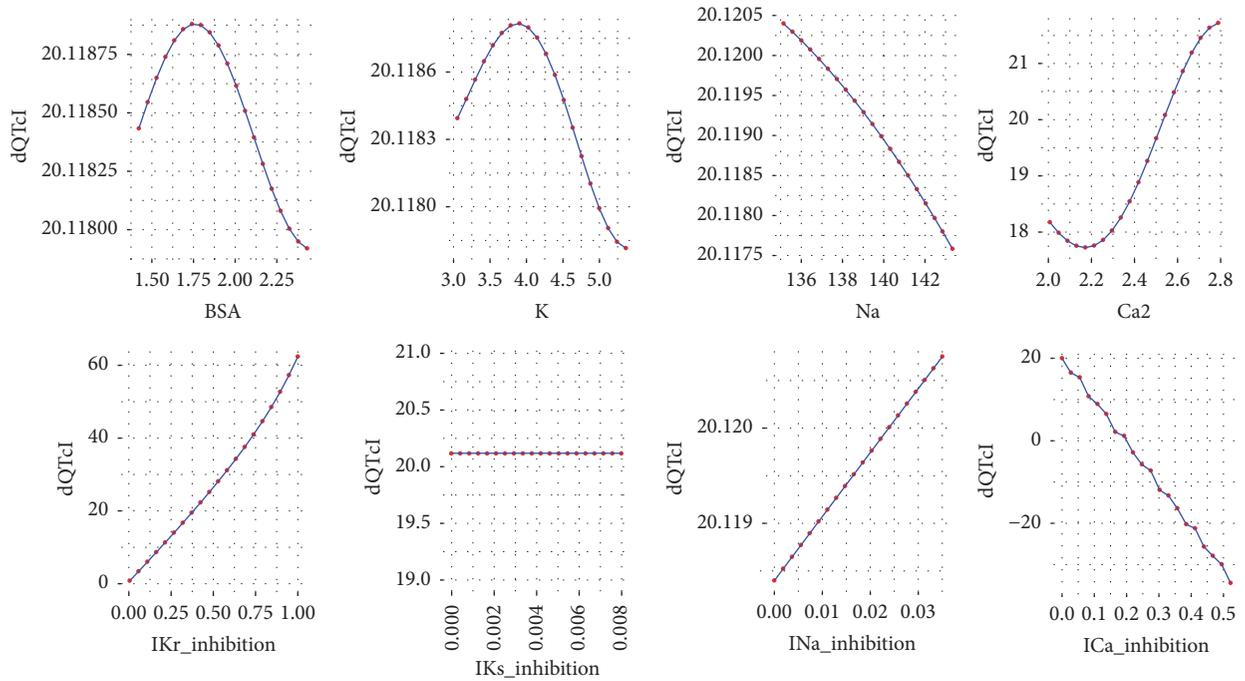 dQTcI
20.11875
20.11850
20.11825
20.11800
1.50 1.75 2.00 2.25
BSA
dQTcI
20.1186
20.1183
20.1180
3.0 3.5 4.0 4.5 5.0
K
dQTcI
20.1205
20.1200
20.1195
20.1190
20.1185
20.1180
20.1175
136 138 140 142
Na
dQTcI
21
20
19
18
2.0 2.2 2.4 2.6 2.8
Ca2
dQTcI
60
40
20
0
0.00 0.25 0.50 0.75 1.00
IKr_inhibition
dQTcI
21.0
20.5
20.0
19.5
19.0
0.000 0.002 0.004 0.006 0.008
IKs_inhibition
dQTcI
20.120
20.119
0.00 0.01 0.02 0.03
INa_inhibition
dQTcI
20
0
−20
0.0 0.1 0.2 0.3 0.4 0.5
ICa_inhibition